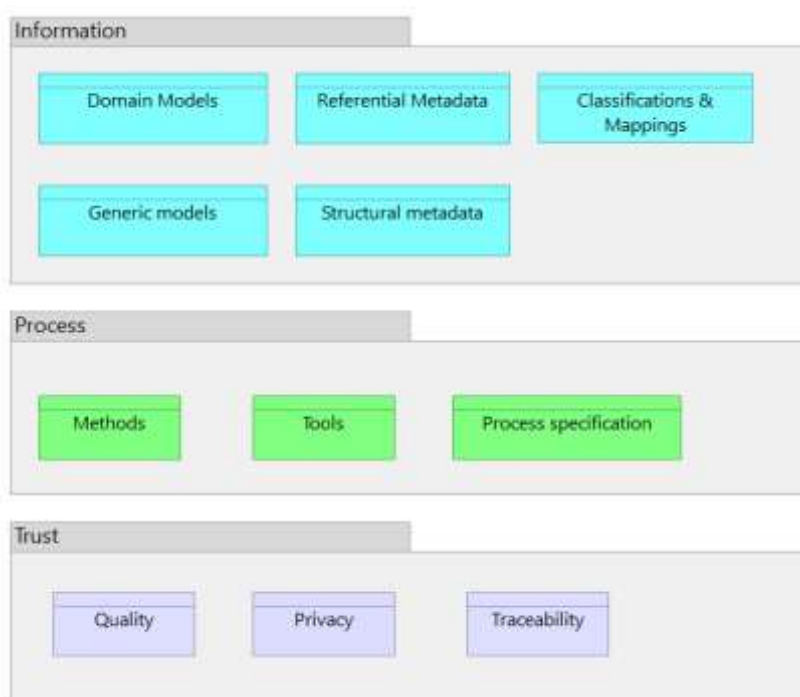 Information
Domain Models
Referential Metadata
Classifications &
Mappings
Generic models
Structural metadata
Process
Methods
Tools
Process specification
Trust
Quality
Privacy
Traceability